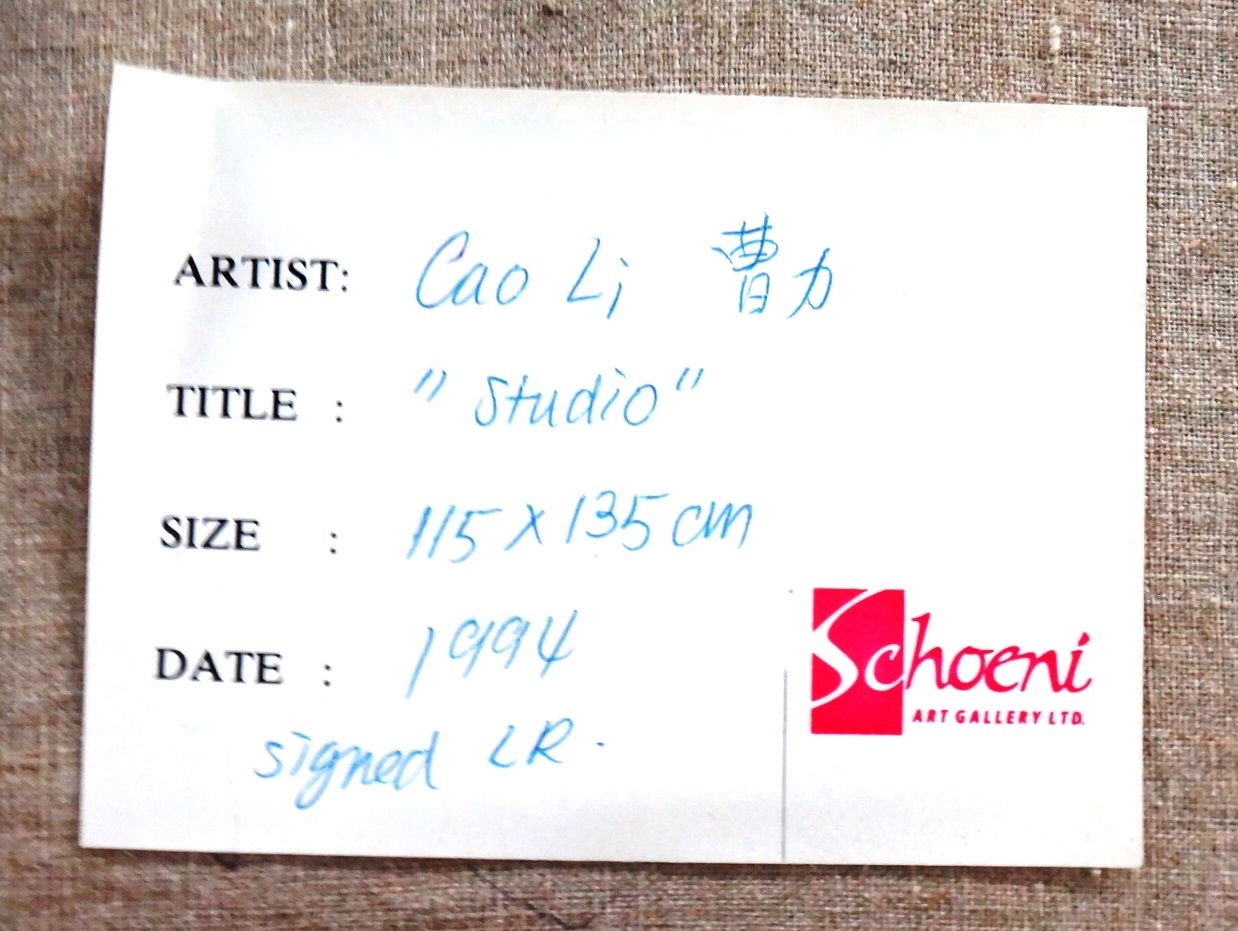 ARTIST: Cao Li 曹力
TITLE : "Studio"
SIZE : 115 x 135 cm
DATE : 1994
signed LR.
Schoeni
ART GALLERY LTD.